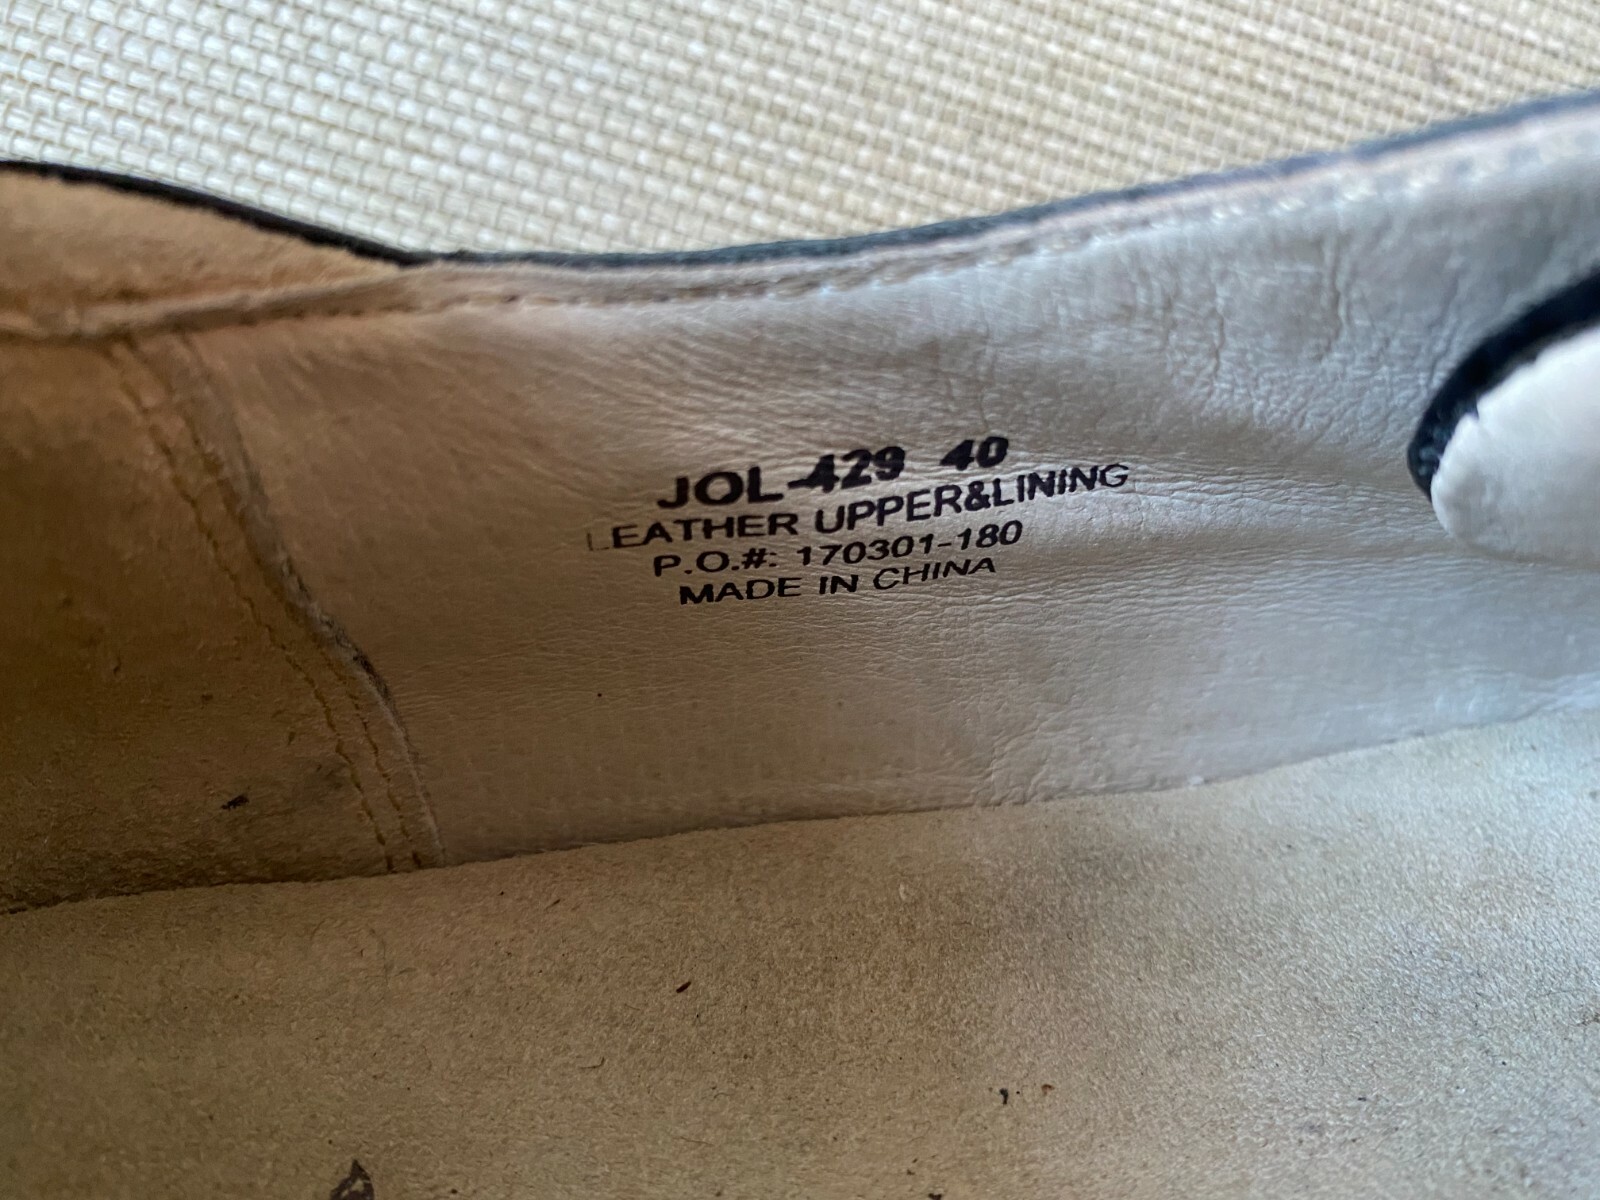 JOL-429 40
LEATHER UPPER&LINING
P.O.#: 170301-180
MADE IN CHINA